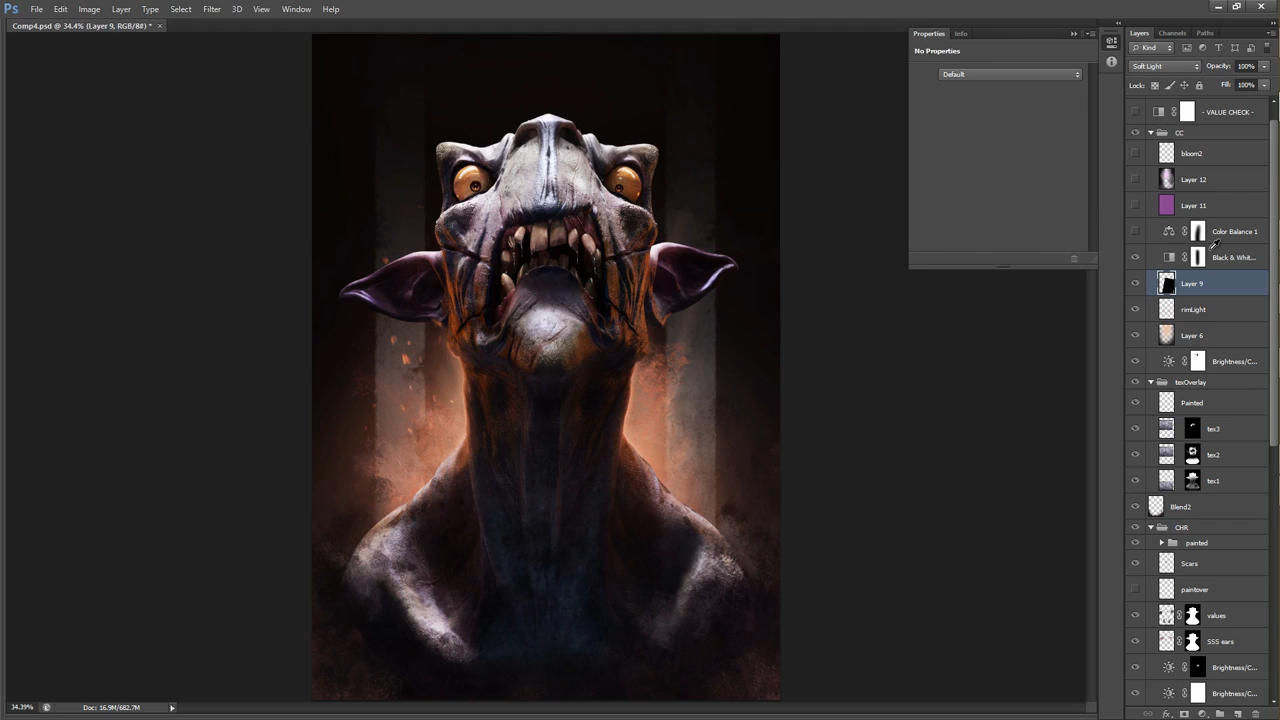 Ps File Edit Image Layer Type Select Filter 3D View Window Help
Comp4.psd @ 34.4% (Layer 9, RGB/8#) * ×
Properties Info
No Properties
Default
Layers Channels Paths
Kind
Soft Light Opacity: 100%
Lock: Fill: 100%
- VALUE CHECK -
CC
bloom2
Layer 12
Layer 11
Color Balance 1
Black & Whit...
Layer 9
rimLight
Layer 6
Brightness/C...
texOverlay
Painted
tex3
tex2
tex1
Blend2
CHR
painted
Scars
paintover
values
SSS ears
Brightness/C...
Brightness/C...
34.39% Doc: 16.9M/682.7M